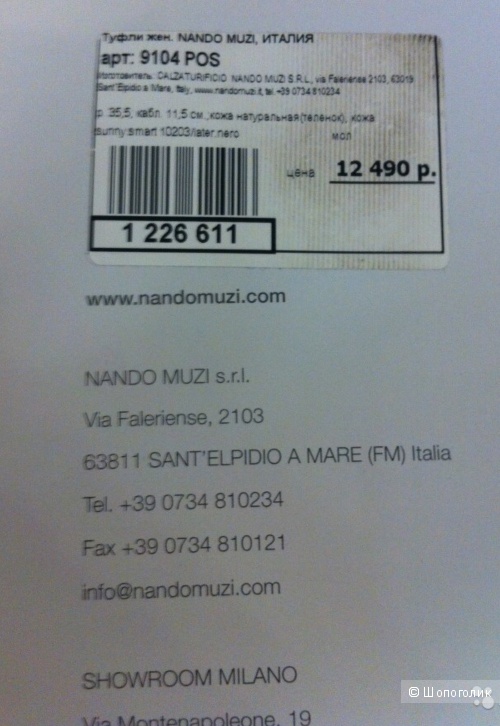 Туфли жен. NANDO MUZI, ИТАЛИЯ
арт: 9104 POS
Изготовитель: CALZATURIFICIO NANDO MUZI S.R.L., via Faleriense 2103, 63019
Sant'Elpidio a Mare, Italy, www.nandomuzi.it, tel. +39 0734 810234
р. 35,5, кабл. 11,5 см.,кожа натуральная(теленок), кожа
sunny smart 10203/later.nero
мол
цена 12 490 р.
1 226 611
www.nandomuzi.com
NANDO MUZI s.r.l.
Via Faleriense, 2103
63811 SANT'ELPIDIO A MARE (FM) Italia
Tel. +39 0734 810234
Fax +39 0734 810121
info@nandomuzi.com
SHOWROOM MILANO
Via Montenapoleone, 19
© Шопоголик